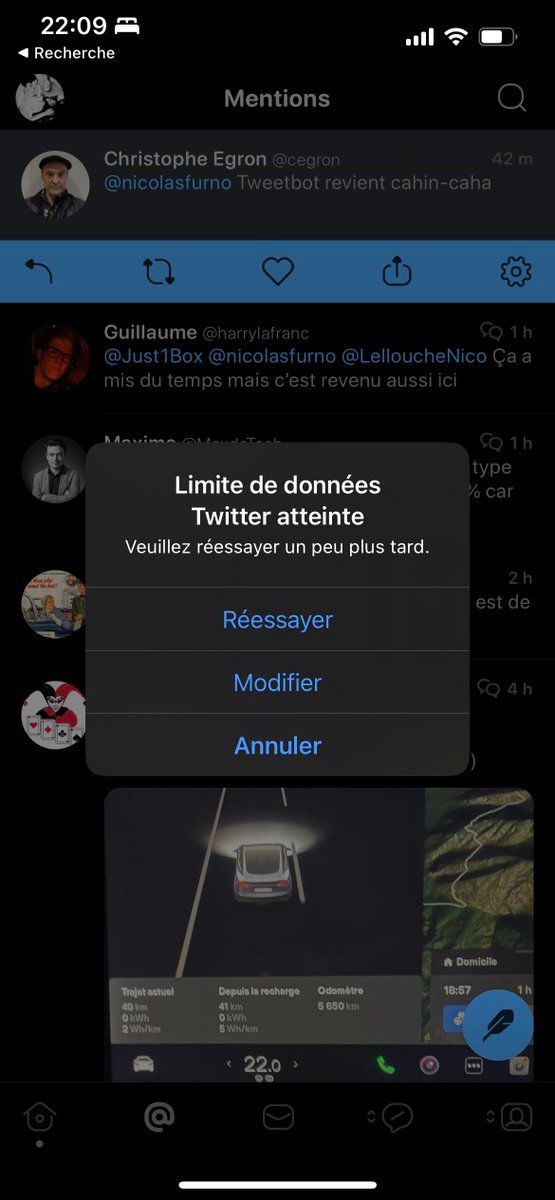 22:09
◀ Recherche
Mentions
Christophe Egron @cegron 42 m
@nicolasfurno Tweetbot revient cahin-caha
Guillaume @harrylafranc 1 h
@Just1Box @nicolasfurno @LelloucheNico Ça a
mis du temps mais c’est revenu aussi ici
Maxime 1 h
type
% car
2 h
est de
4 h
)
Limite de données
Twitter atteinte
Veuillez réessayer un peu plus tard.
Réessayer
Modifier
Annuler
Domicile
18:57 1 h
Trajet actuel Depuis la recharge Odomètre
40 km 41 km 5 650 km
0 kWh 0 kWh
2 Wh/km 5 Wh/km
‹ 22.0 ›